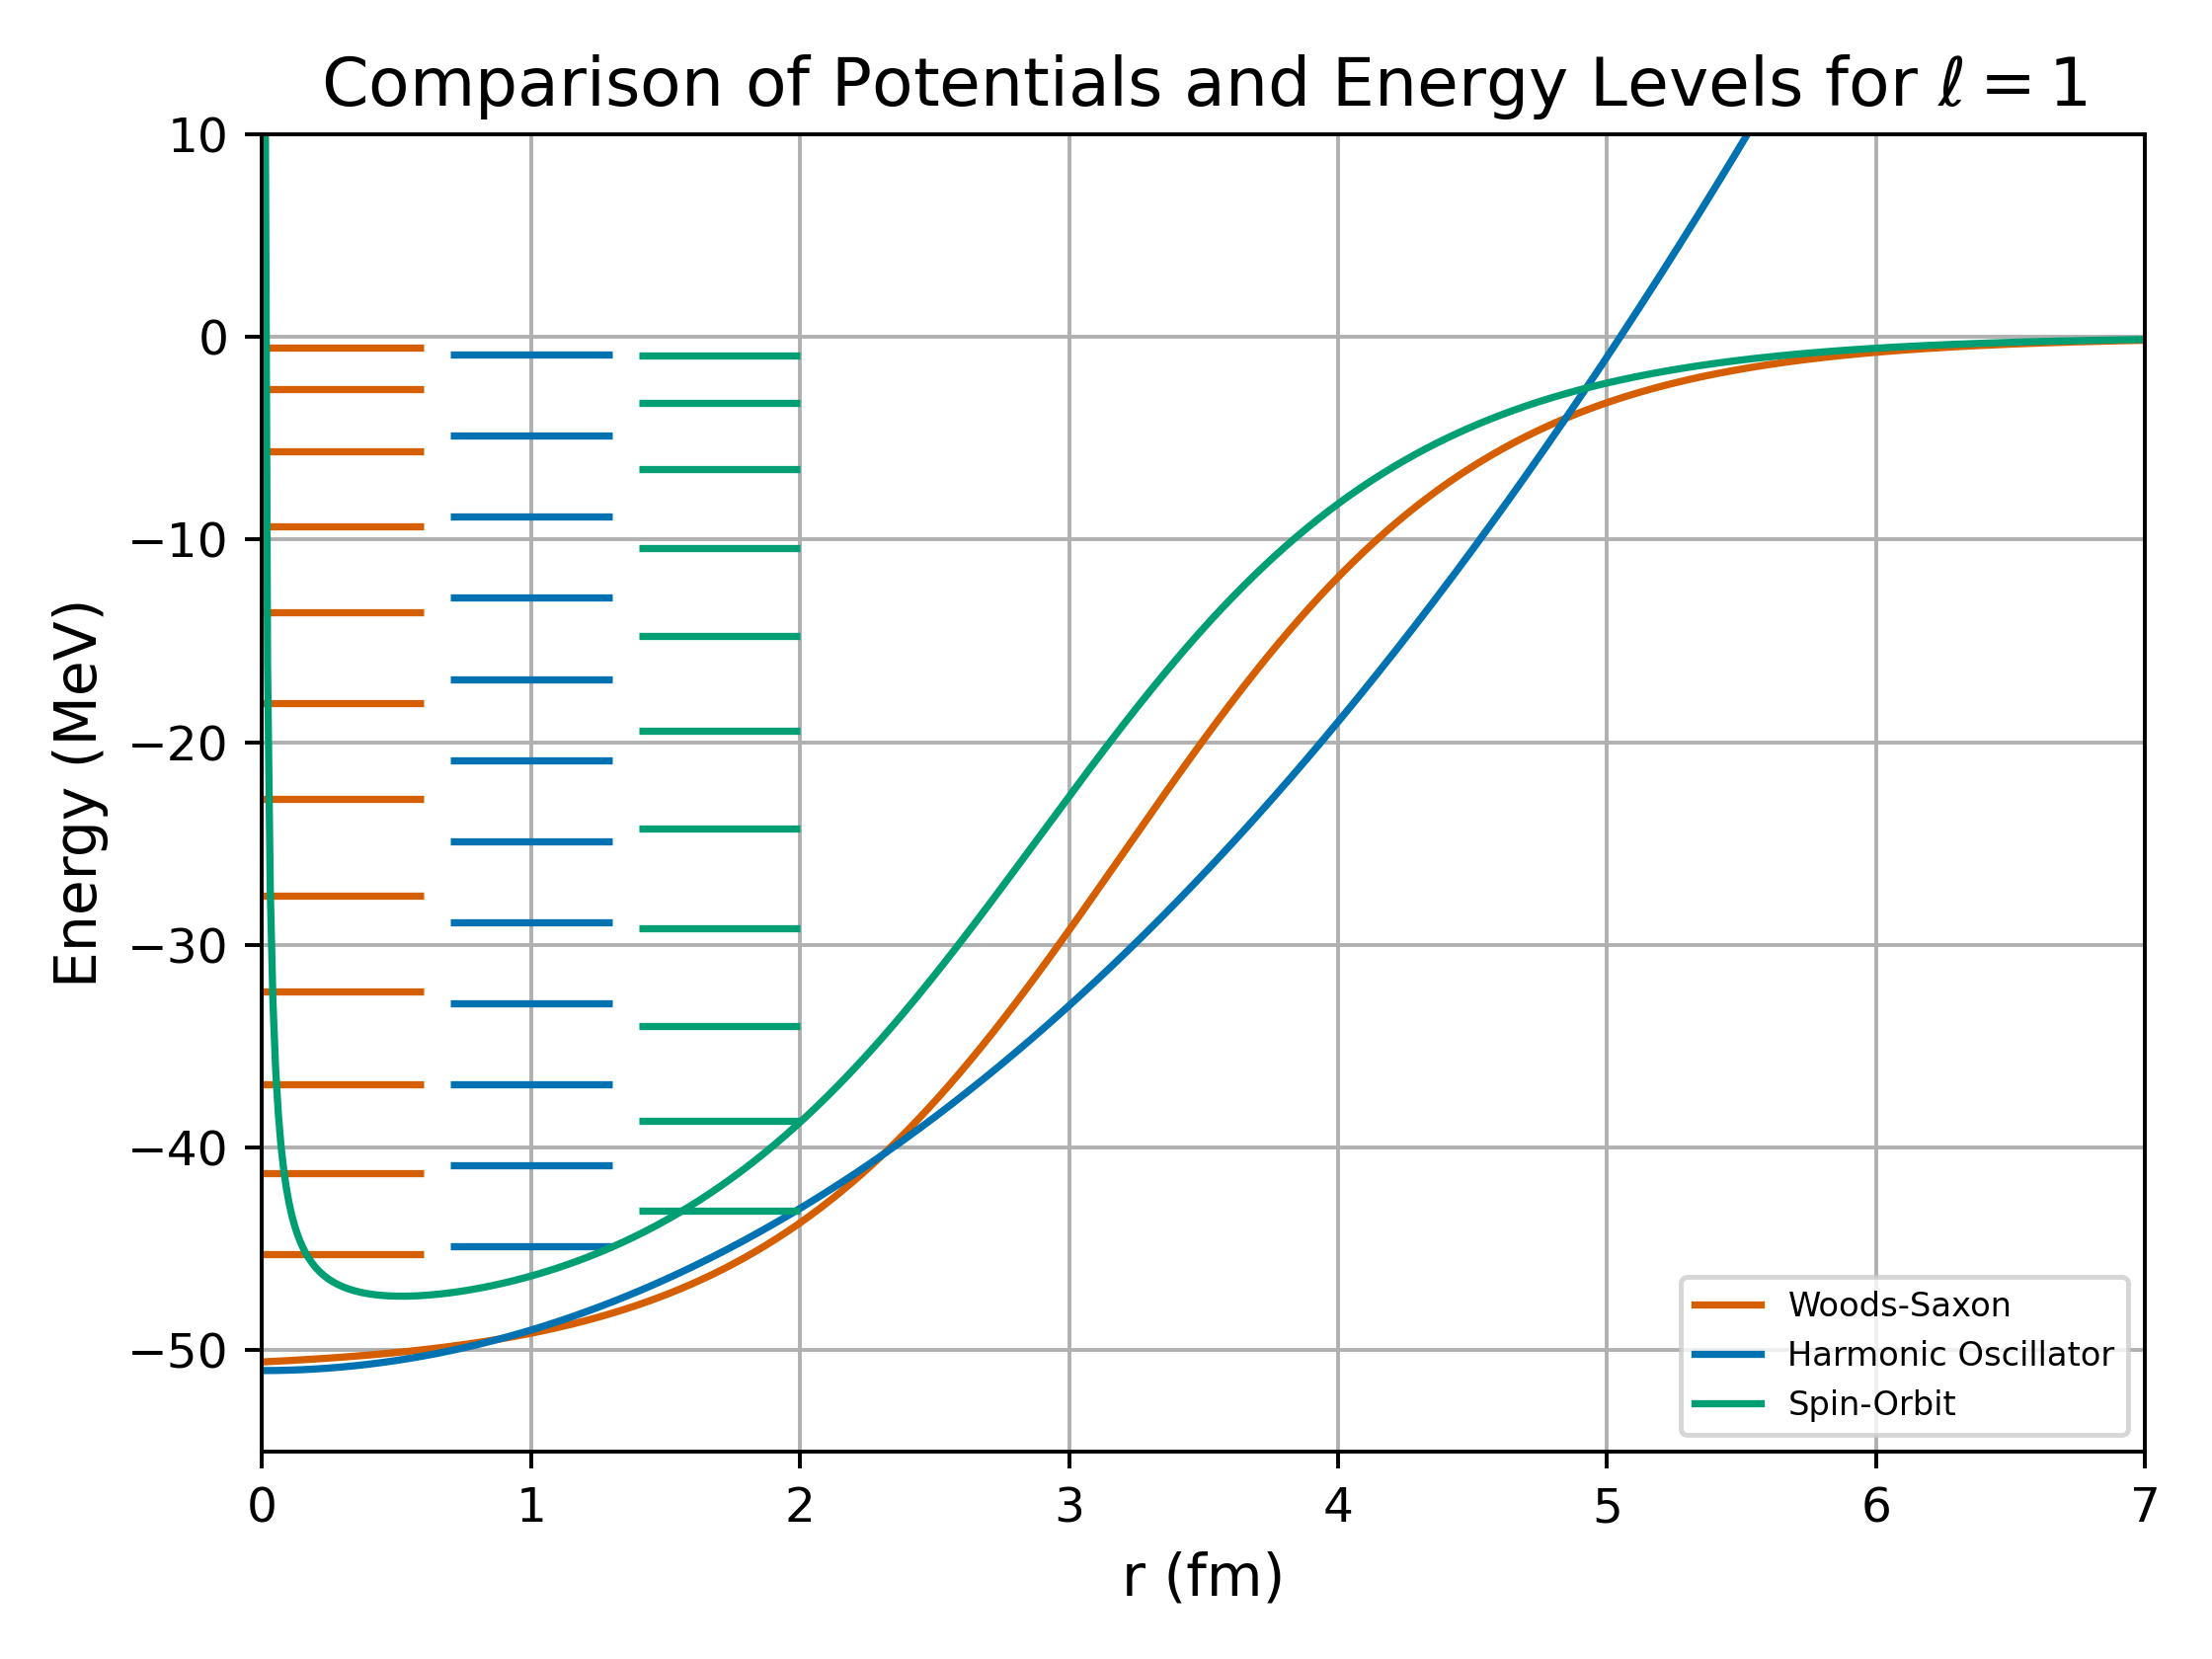 Comparison of Potentials and Energy Levels for ℓ = 1
10
0
−10
−20
−30
−40
−50
Energy (MeV)
Woods-Saxon
Harmonic Oscillator
Spin-Orbit
0 1 2 3 4 5 6 7
r (fm)